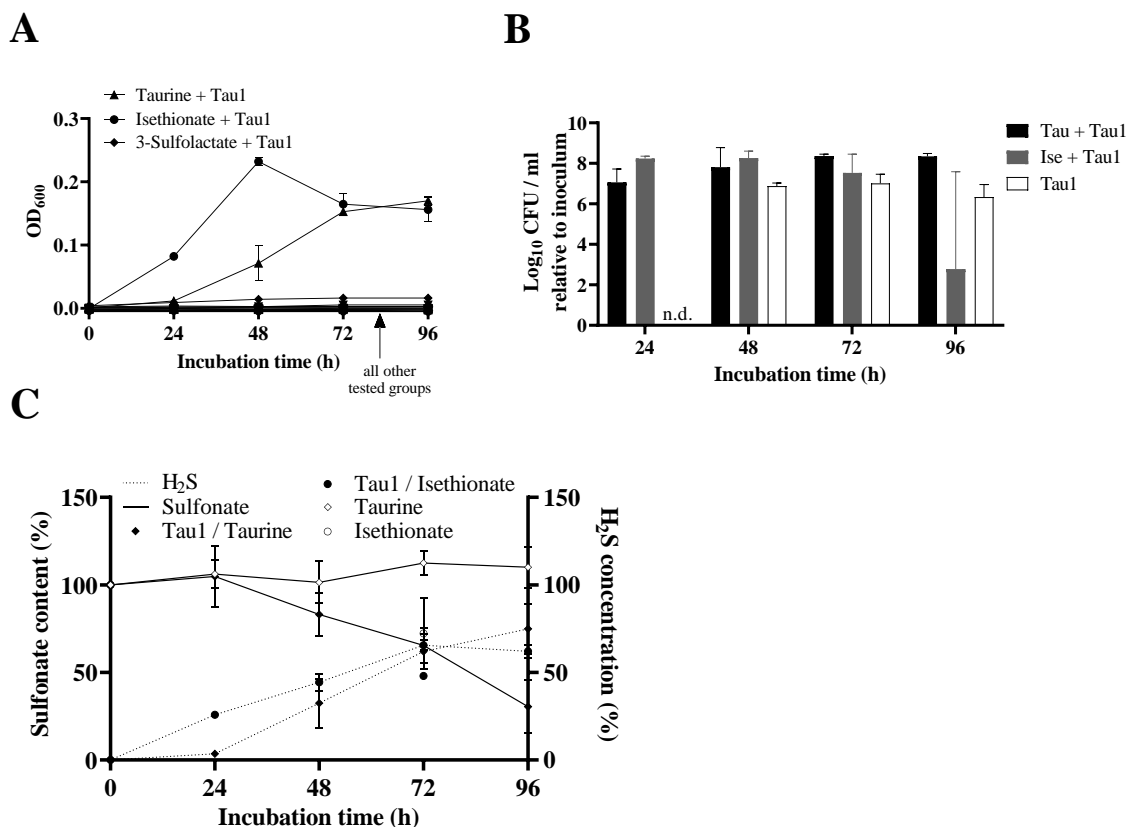 A
Taurine + Tau1
Isethionate + Tau1
3-Sulfolactate + Tau1
OD600
0.3
0.2
0.1
0.0
0 24 48 72 96
Incubation time (h)
all other
tested groups
B
Log10 CFU / ml
relative to inoculum
10
8
6
4
2
0
n.d.
24 48 72 96
Incubation time (h)
Tau + Tau1
Ise + Tau1
Tau1
C
H2S
Sulfonate
Tau1 / Taurine
Tau1 / Isethionate
Taurine
Isethionate
Sulfonate content (%)
150
100
50
0
0 24 48 72 96
Incubation time (h)
150
100
50
0
H2S concentration (%)